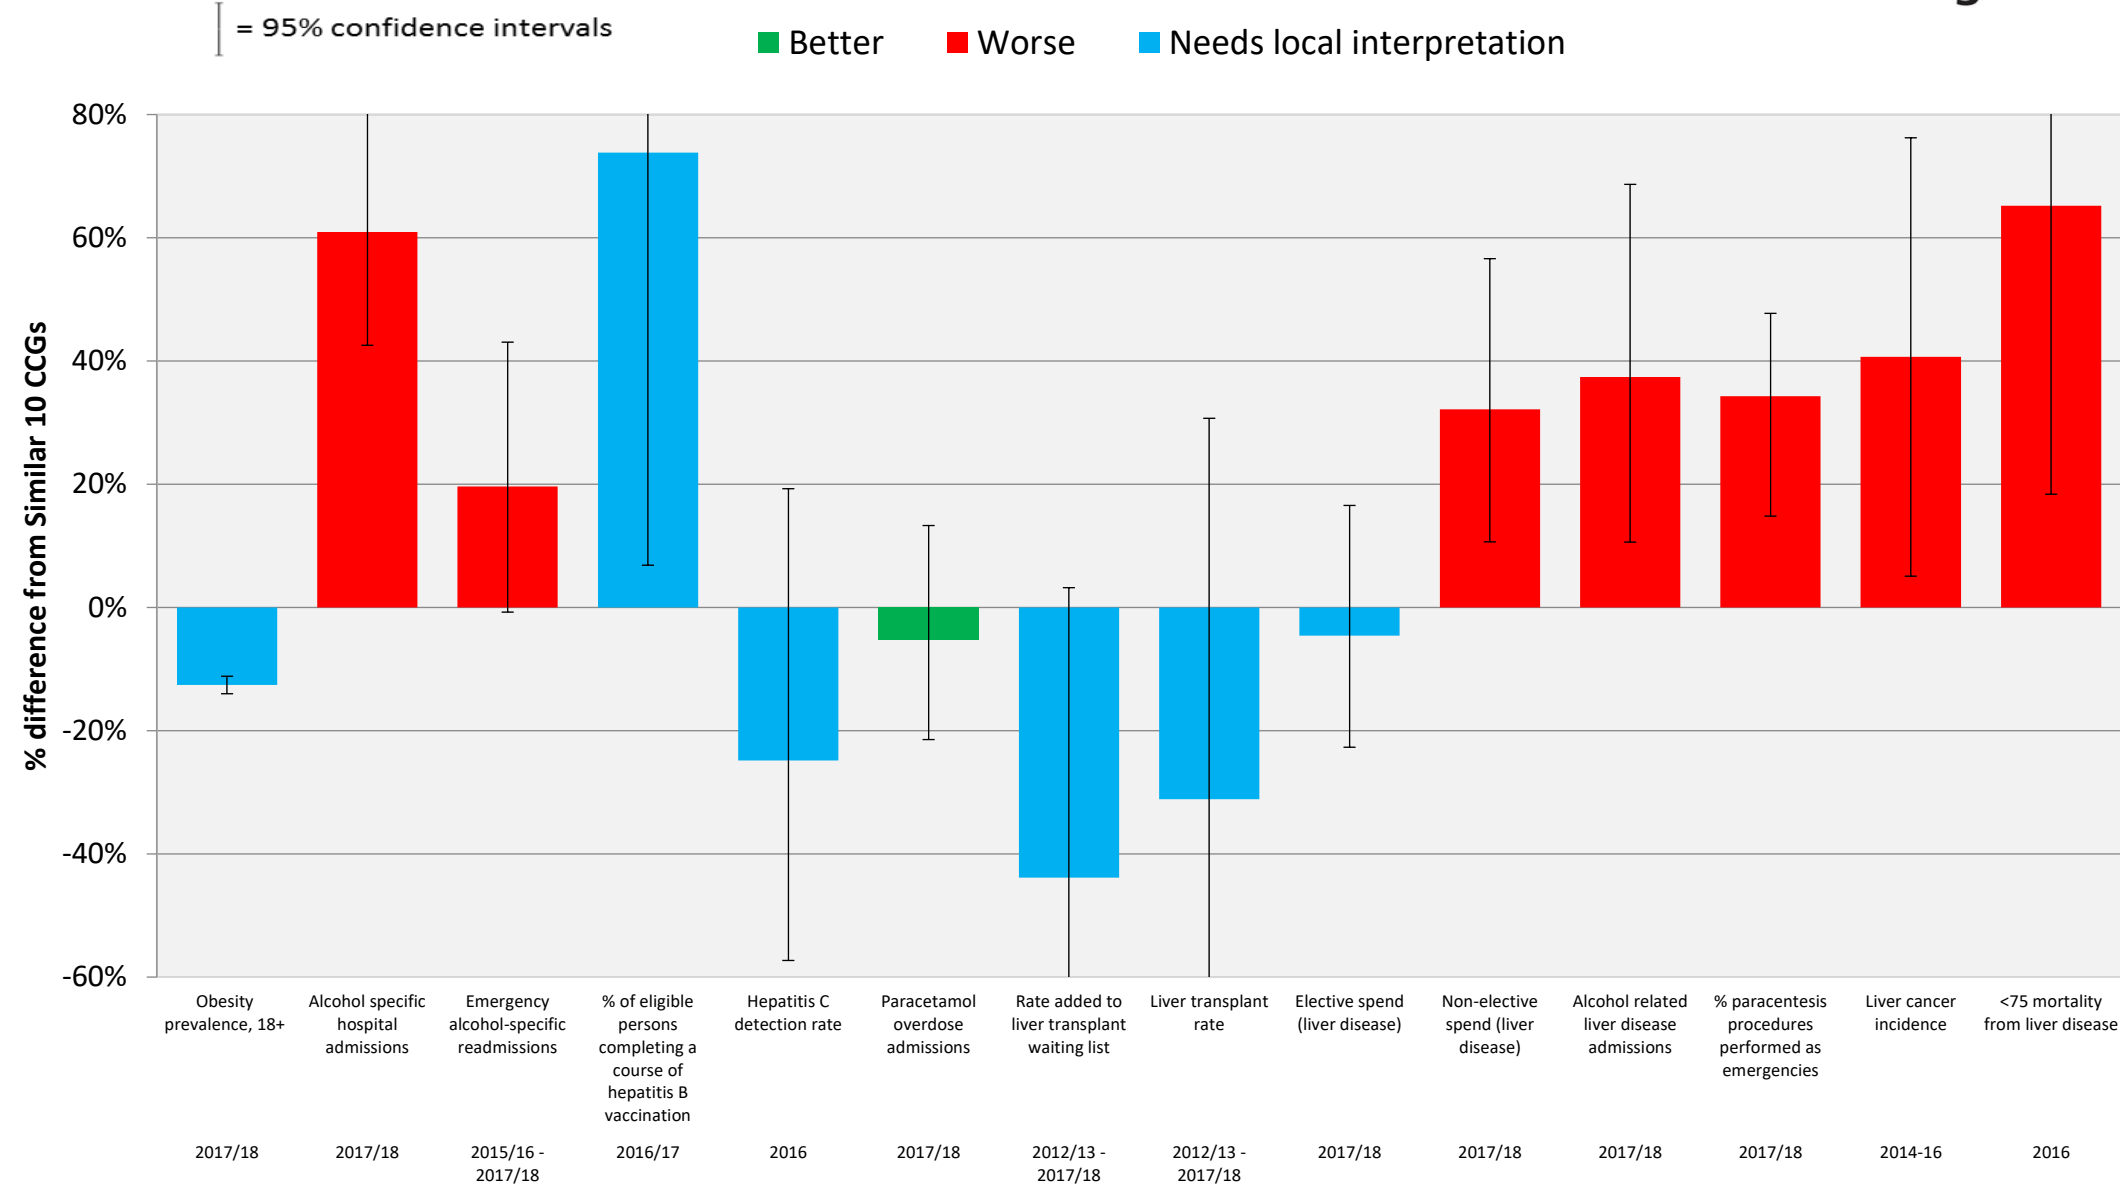 = 95% confidence intervals
Better
Worse
Needs local interpretation
% difference from Similar 10 CCGs
80%
60%
40%
20%
0%
-20%
-40%
-60%
Obesity
prevalence, 18+
2017/18
Alcohol specific
hospital
admissions
2017/18
Emergency
alcohol-specific
readmissions
2015/16 -
2017/18
% of eligible
persons
completing a
course of
hepatitis B
vaccination
2016/17
Hepatitis C
detection rate
2016
Paracetamol
overdose
admissions
2017/18
Rate added to
liver transplant
waiting list
2012/13 -
2017/18
Liver transplant
rate
2012/13 -
2017/18
Elective spend
(liver disease)
2017/18
Non-elective
spend (liver
disease)
2017/18
Alcohol related
liver disease
admissions
2017/18
% paracentesis
procedures
performed as
emergencies
2017/18
Liver cancer
incidence
2014-16
<75 mortality
from liver disease
2016